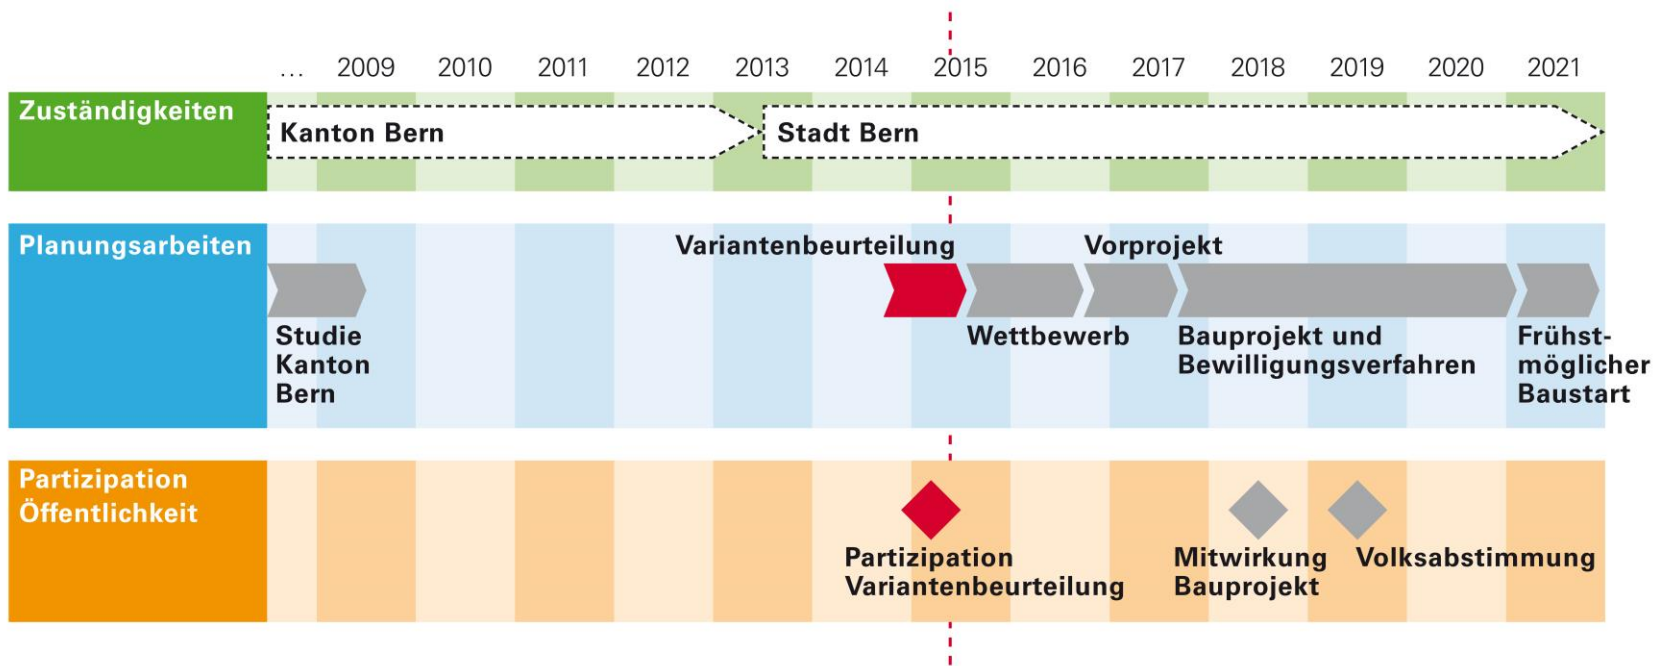 ... 2009 2010 2011 2012 2013 2014 2015 2016 2017 2018 2019 2020 2021
Zuständigkeiten
Kanton Bern
Stadt Bern
Planungsarbeiten
Variantenbeurteilung
Vorprojekt
Studie
Kanton
Bern
Wettbewerb
Bauprojekt und
Bewilligungsverfahren
Frühst-
möglicher
Baustart
Partizipation
Öffentlichkeit
Partizipation
Variantenbeurteilung
Mitwirkung
Bauprojekt
Volksabstimmung